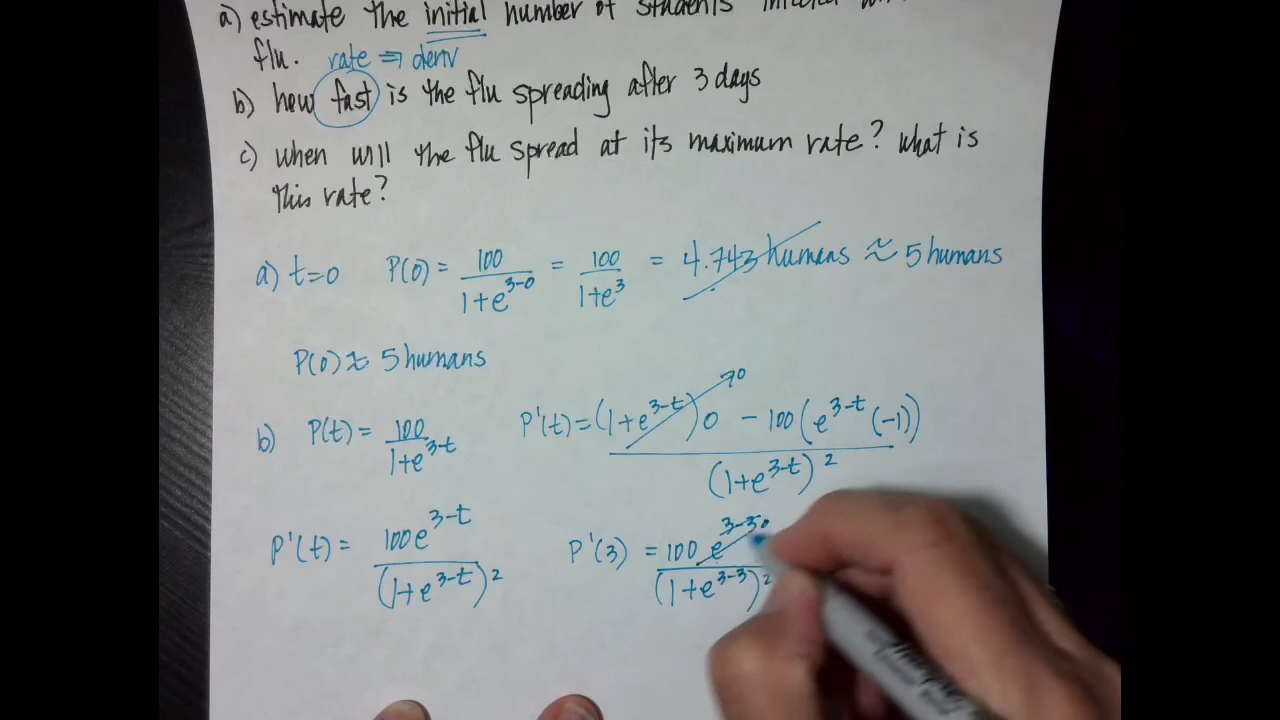 a) estimate the initial number of students
flu. rate ⇒ deriv
b) how fast is the flu spreading after 3 days
c) when will the flu spread at its maximum rate? What is
this rate?
a) t=0 P(0) = 100/(1+e^(3-0)) = 100/(1+e^3) = 4.743 humans ≈ 5 humans
P(0) ≈ 5 humans
b) P(t) = 100/(1+e^(3-t)) P'(t) = ((1+e^(3-t))0 - 100(e^(3-t)(-1)))/(1+e^(3-t))^2
P'(t) = 100e^(3-t)/(1+e^(3-t))^2 P'(3) = 100 e^(3-3)/(1+e^(3-3))^2